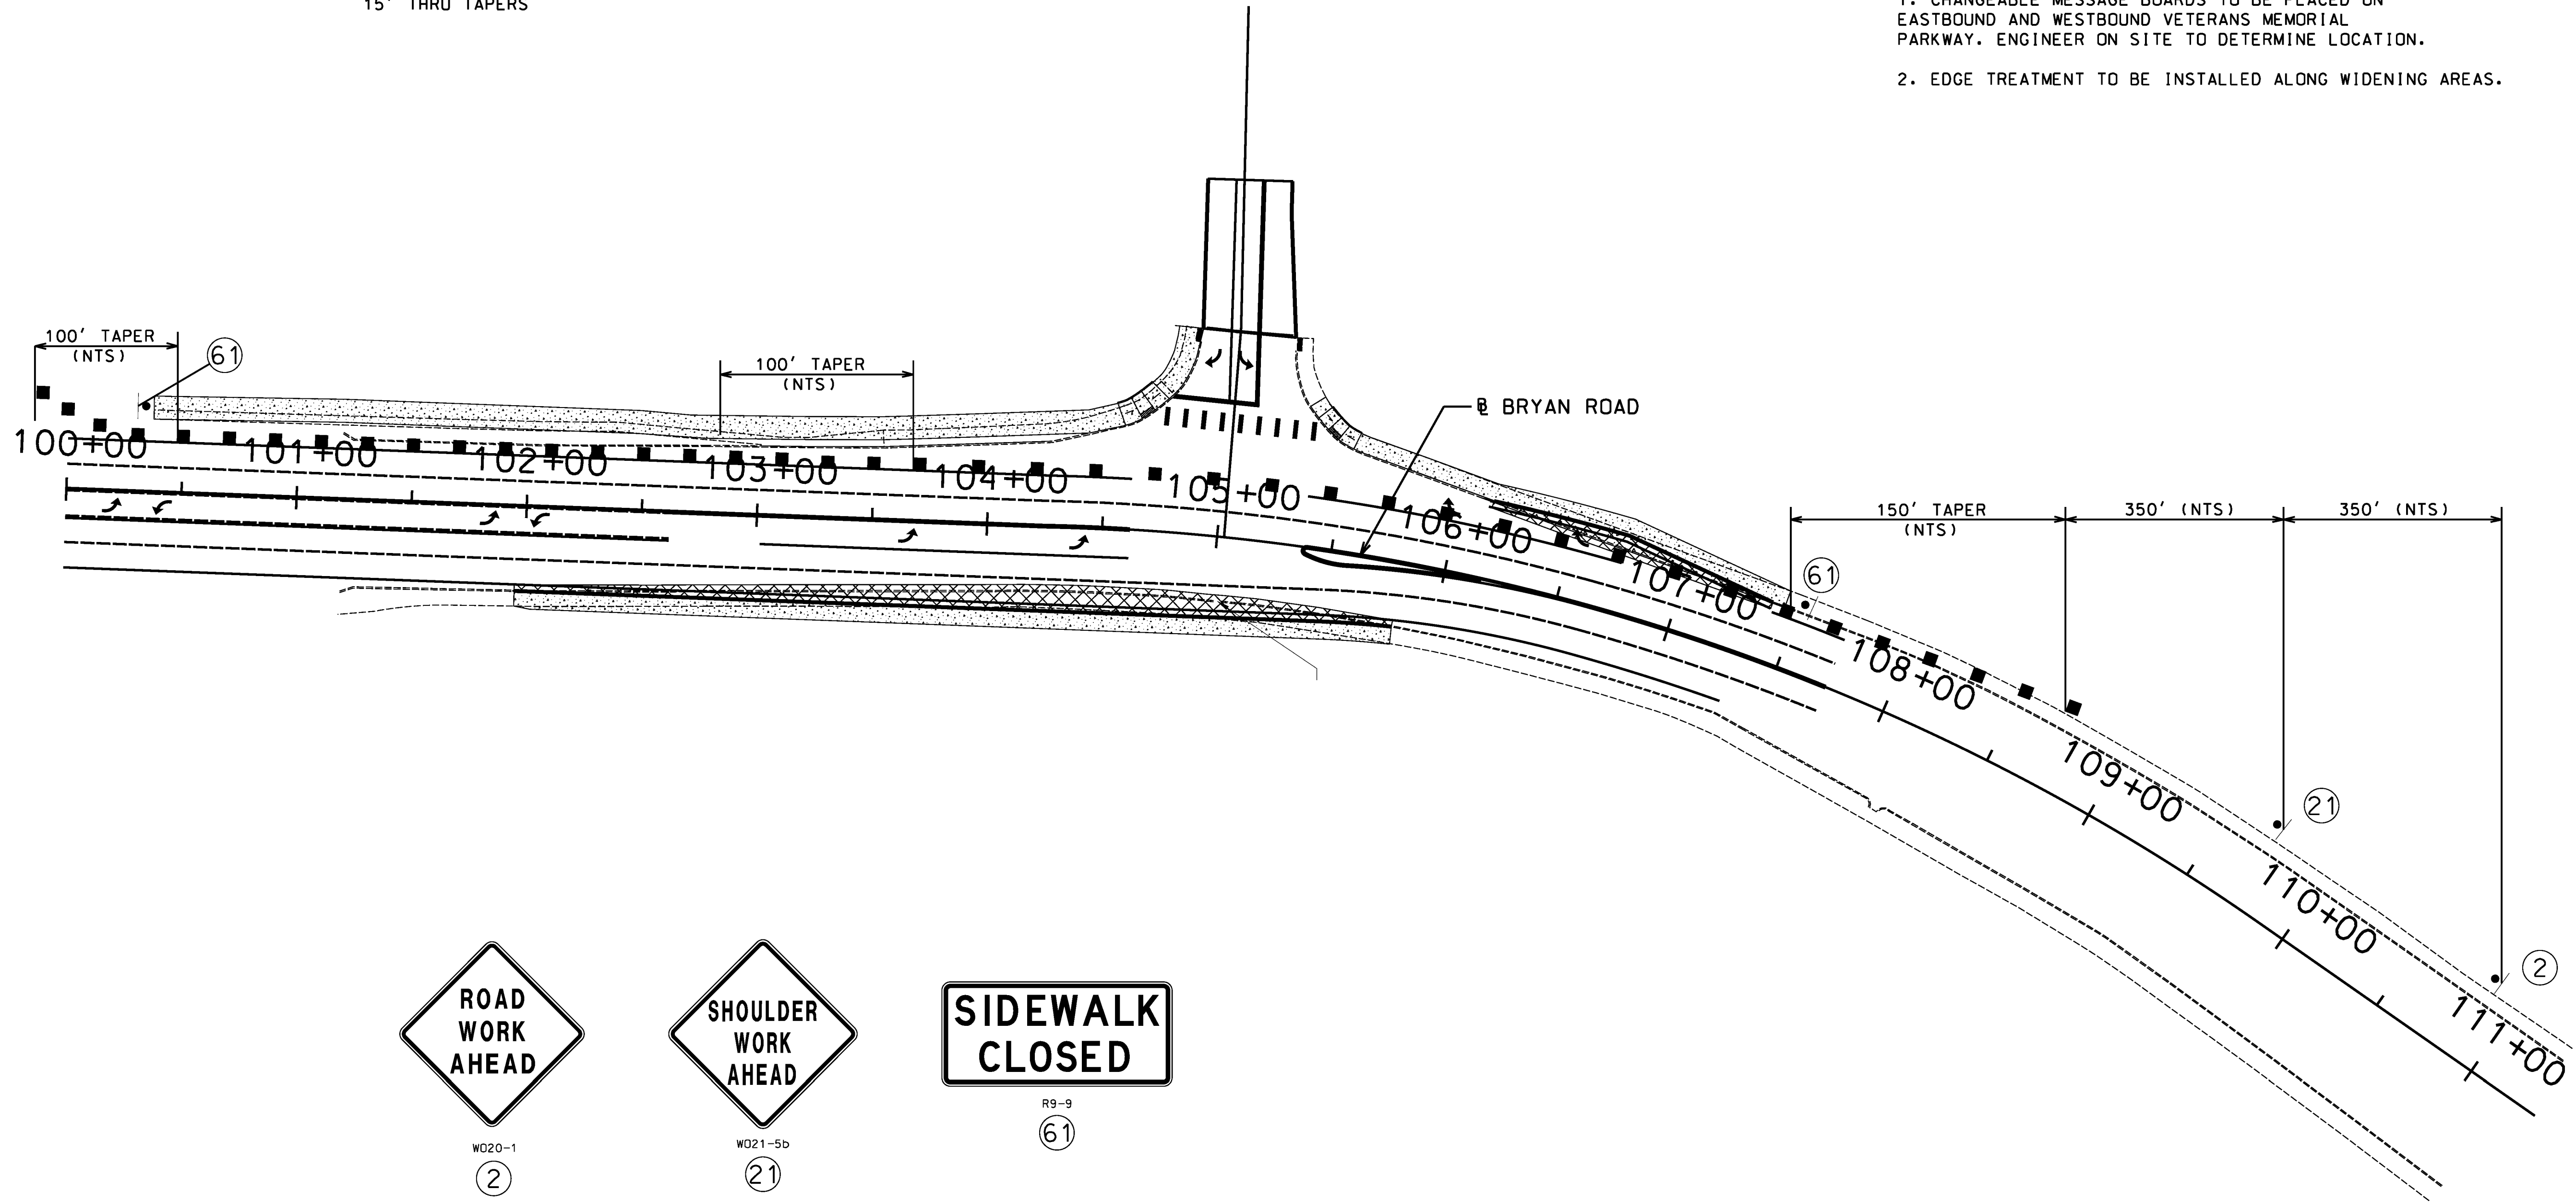 15' THRU TAPERS
1. CHANGEABLE MESSAGE BOARDS TO BE PLACED ON
EASTBOUND AND WESTBOUND VETERANS MEMORIAL
PARKWAY. ENGINEER ON SITE TO DETERMINE LOCATION.
2. EDGE TREATMENT TO BE INSTALLED ALONG WIDENING AREAS.
100' TAPER
(NTS)
61
100' TAPER
(NTS)
BRYAN ROAD
100+00
101+00
102+00
103+00
104+00
105+00
106+00
107+00
108+00
109+00
110+00
111+00
150' TAPER
(NTS)
350' (NTS)
350' (NTS)
61
21
2
ROAD
WORK
AHEAD
WO20-1
2
SHOULDER
WORK
AHEAD
WO21-5b
21
SIDEWALK
CLOSED
R9-9
61